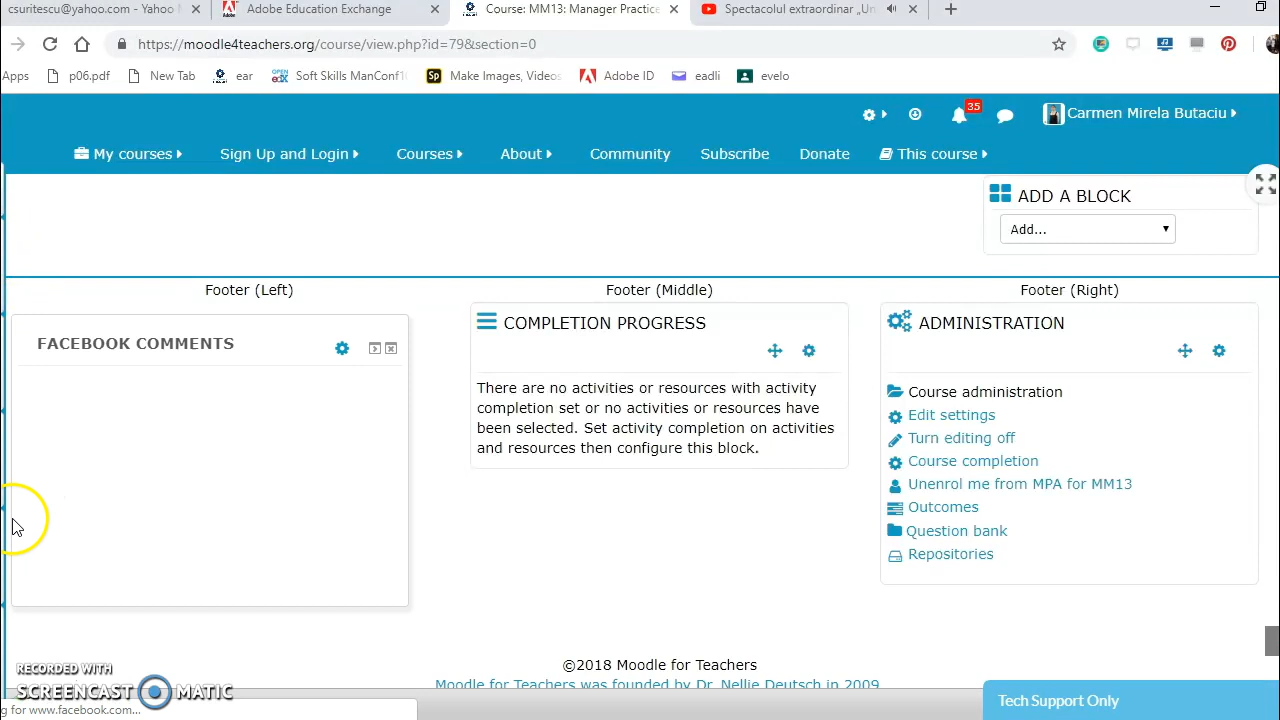 csuritescu@yahoo.com - Yahoo M
Adobe Education Exchange
Course: MM13: Manager Practice
Spectacolul extraordinar „Un
https://moodle4teachers.org/course/view.php?id=79&section=0
Apps
p06.pdf
New Tab
ear
OPEN edX
Soft Skills ManConf1
Sp
Make Images, Videos
Adobe ID
eadli
evelo
35
Carmen Mirela Butaciu
My courses
Sign Up and Login
Courses
About
Community
Subscribe
Donate
This course
ADD A BLOCK
Add...
Footer (Left)
Footer (Middle)
Footer (Right)
FACEBOOK COMMENTS
COMPLETION PROGRESS
There are no activities or resources with activity
completion set or no activities or resources have
been selected. Set activity completion on activities
and resources then configure this block.
ADMINISTRATION
Course administration
Edit settings
Turn editing off
Course completion
Unenrol me from MPA for MM13
Outcomes
Question bank
Repositories
©2018 Moodle for Teachers
Moodle for Teachers was founded by Dr. Nellie Deutsch in 2009
RECORDED WITH
SCREENCAST MATIC
g for www.facebook.com...
Tech Support Only